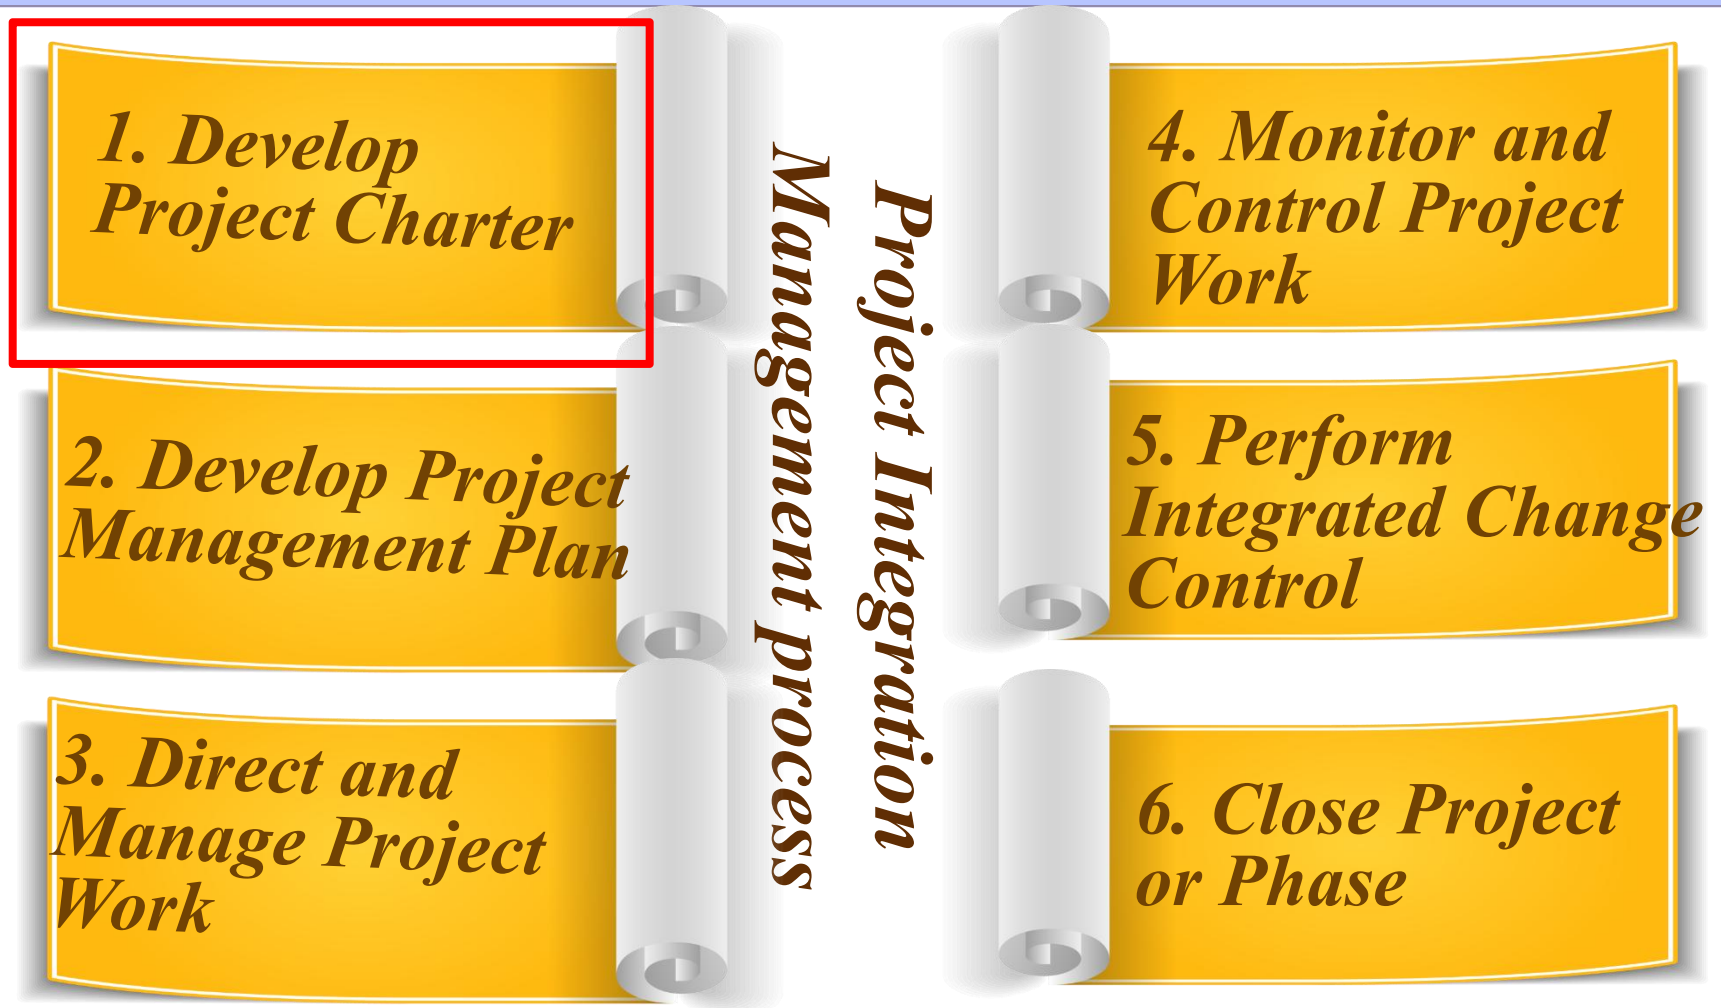 1. Develop
Project Charter
2. Develop Project
Management Plan
3. Direct and
Manage Project
Work
Project Integration
Management process
4. Monitor and
Control Project
Work
5. Perform
Integrated Change
Control
6. Close Project
or Phase